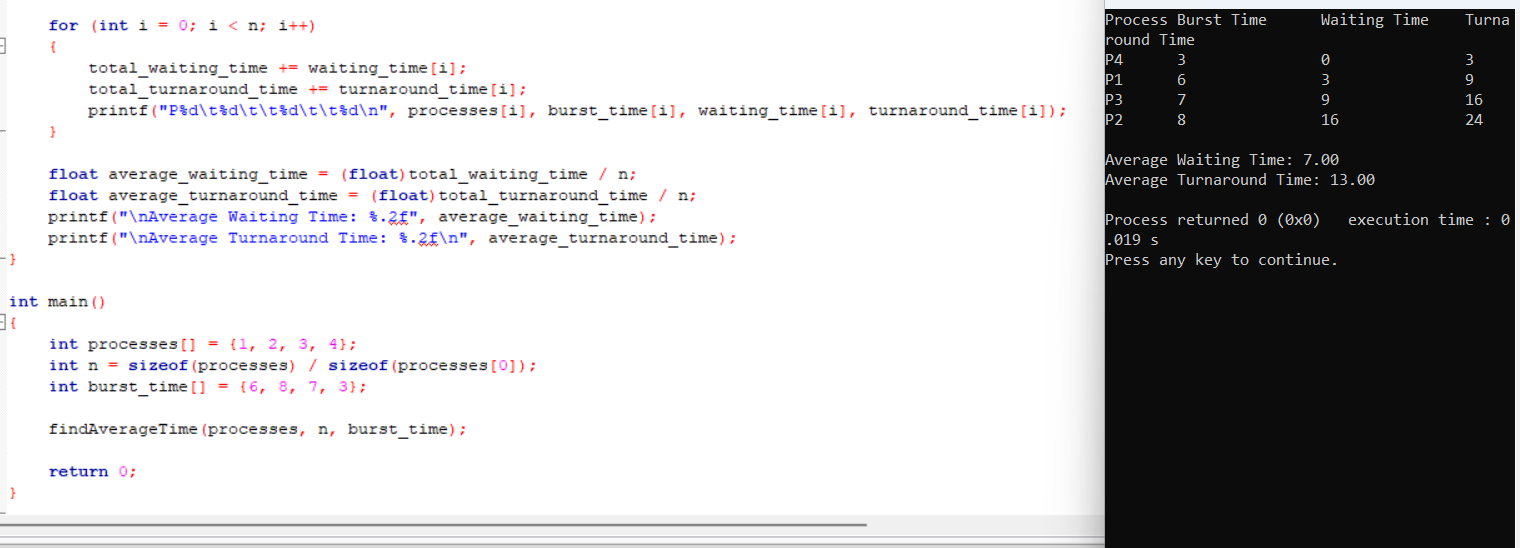 for (int i = 0; i < n; i++)
{
total_waiting_time += waiting_time[i];
total_turnaround_time += turnaround_time[i];
printf("P%d\t%d\t\t%d\t\t%d\n", processes[i], burst_time[i], waiting_time[i], turnaround_time[i]);
}
float average_waiting_time = (float)total_waiting_time / n;
float average_turnaround_time = (float)total_turnaround_time / n;
printf("\nAverage Waiting Time: %.2f", average_waiting_time);
printf("\nAverage Turnaround Time: %.2f\n", average_turnaround_time);
}
int main()
{
int processes[] = {1, 2, 3, 4};
int n = sizeof(processes) / sizeof(processes[0]);
int burst_time[] = {6, 8, 7, 3};
findAverageTime(processes, n, burst_time);
return 0;
}
Process Burst Time Waiting Time Turna
round Time
P4 3 0 3
P1 6 3 9
P3 7 9 16
P2 8 16 24
Average Waiting Time: 7.00
Average Turnaround Time: 13.00
Process returned 0 (0x0) execution time : 0
.019 s
Press any key to continue.